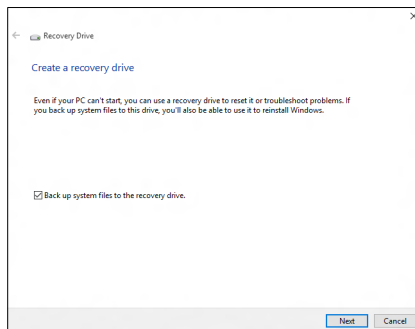 Recovery Drive
Create a recovery drive
Even if your PC can't start, you can use a recovery drive to reset it or troubleshoot problems. If
you back up system files to this drive, you'll also be able to use it to reinstall Windows.
Back up system files to the recovery drive.
Next Cancel